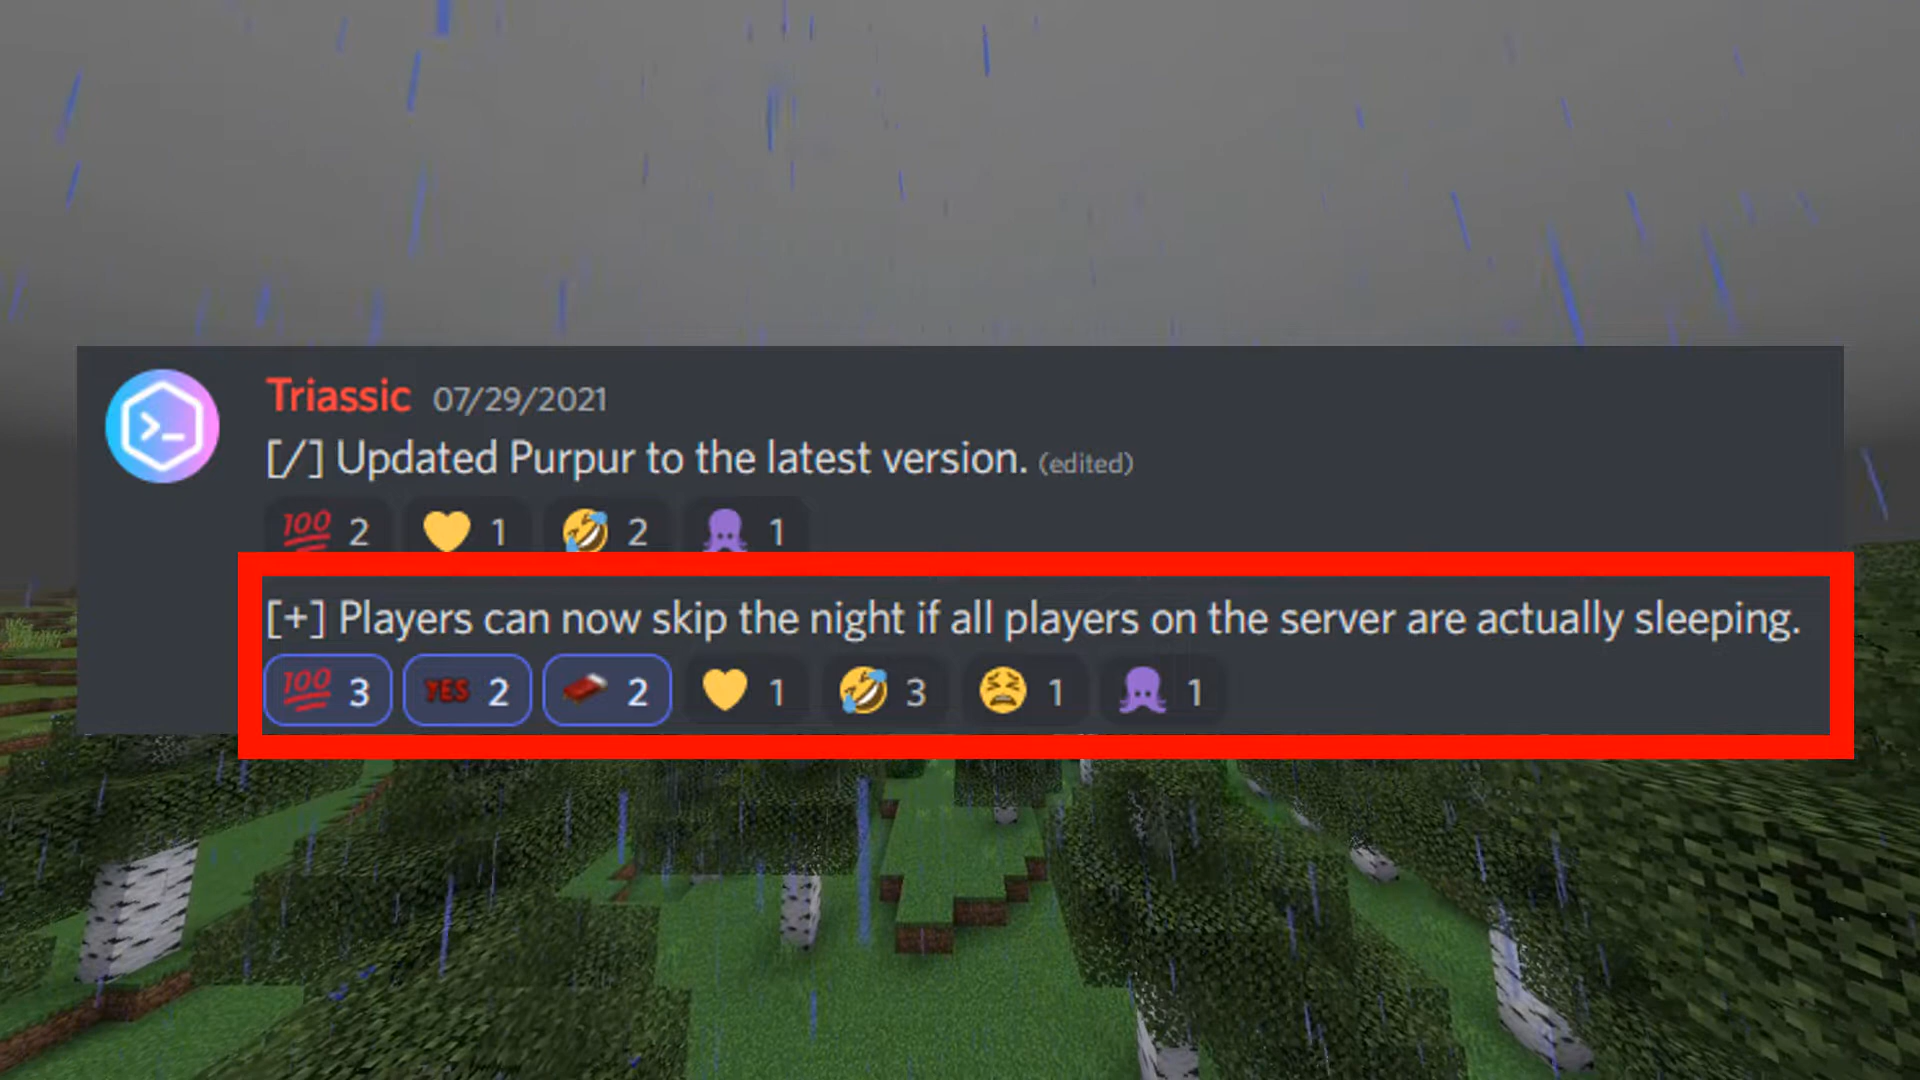 Triassic 07/29/2021
[/] Updated Purpur to the latest version. (edited)
100 2 1 2 1
[+] Players can now skip the night if all players on the server are actually sleeping.
100 3 YES 2 2 1 3 1 1